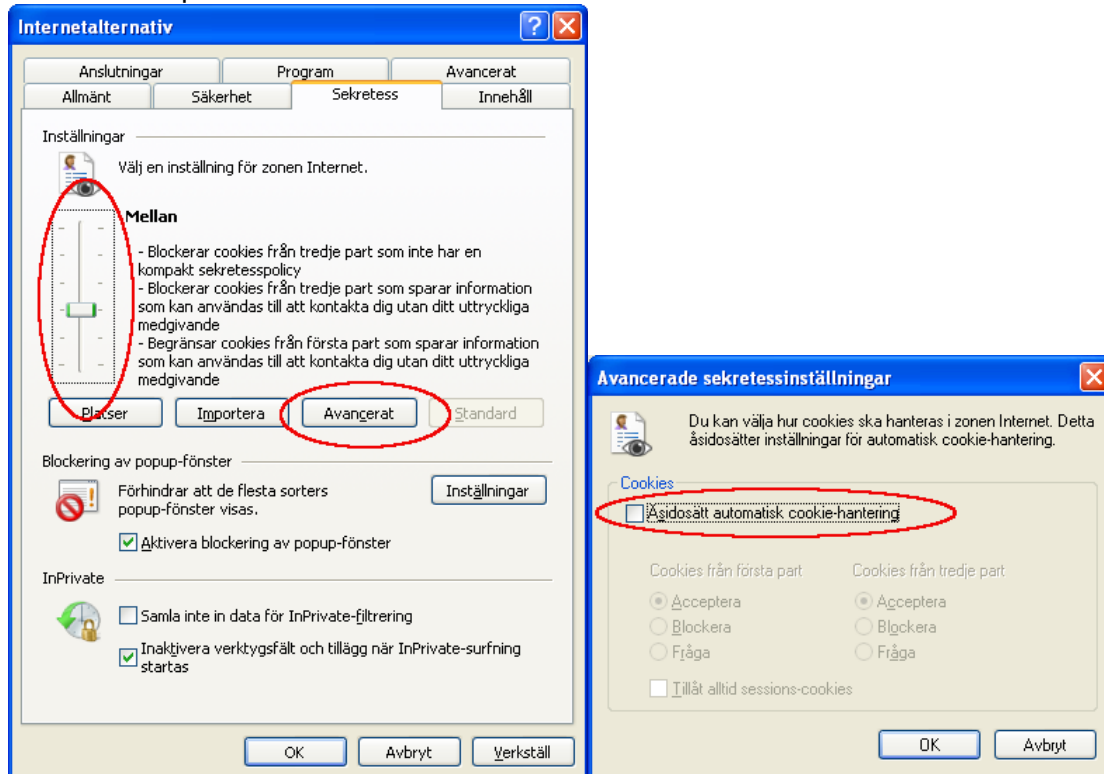 Internetalternativ
Anslutningar Program Avancerat
Allmänt Säkerhet Sekretess Innehåll
Inställningar
Välj en inställning för zonen Internet.
Mellan
- Blockerar cookies från tredje part som inte har en
kompakt sekretesspolicy
- Blockerar cookies från tredje part som sparar information
som kan användas till att kontakta dig utan ditt uttryckliga
medgivande
- Begränsar cookies från första part som sparar information
som kan användas till att kontakta dig utan ditt uttryckliga
medgivande
Platser Importera Avancerat Standard
Blockering av popup-fönster
Förhindrar att de flesta sorters
popup-fönster visas.
Inställningar
Aktivera blockering av popup-fönster
InPrivate
Samla inte in data för InPrivate-filtrering
Inaktivera verktygsfält och tillägg när InPrivate-surfning
startas
OK Avbryt Verkställ
Avancerade sekretessinställningar
Du kan välja hur cookies ska hanteras i zonen Internet. Detta
åsidosätter inställningar för automatisk cookie-hantering.
Cookies
Åsidosätt automatisk cookie-hantering
Cookies från första part Cookies från tredje part
Acceptera Acceptera
Blockera Blockera
Fråga Fråga
Tillåt alltid sessions-cookies
OK Avbryt